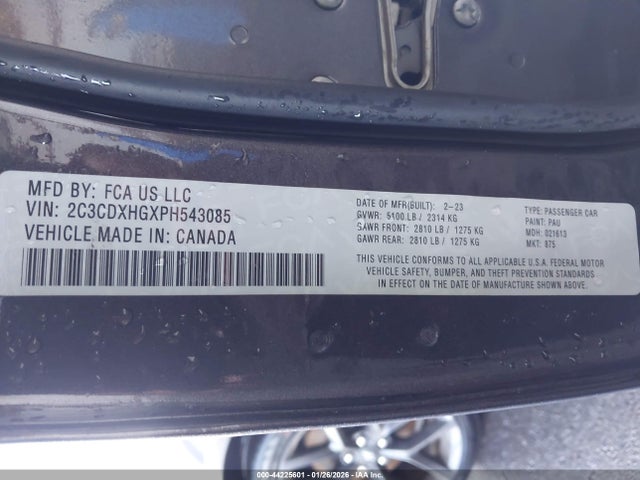 MFD BY: FCA US LLC
VIN: 2C3CDXHGXPH543085
VEHICLE MADE IN: CANADA
DATE OF MFR(BUILT): 2-23
GVWR: 5100 LB / 2314 KG
GAWR FRONT: 2810 LB / 1275 KG
GAWR REAR: 2810 LB / 1275 KG
TYPE: PASSENGER CAR
PAINT: PAU
MDH: 021613
MKT: 875
THIS VEHICLE CONFORMS TO ALL APPLICABLE U.S.A. FEDERAL MOTOR
VEHICLE SAFETY, BUMPER, AND THEFT PREVENTION STANDARDS
IN EFFECT ON THE DATE OF MANUFACTURE SHOWN ABOVE.
000-44225601 | 01/26/2026 | IAA Inc.